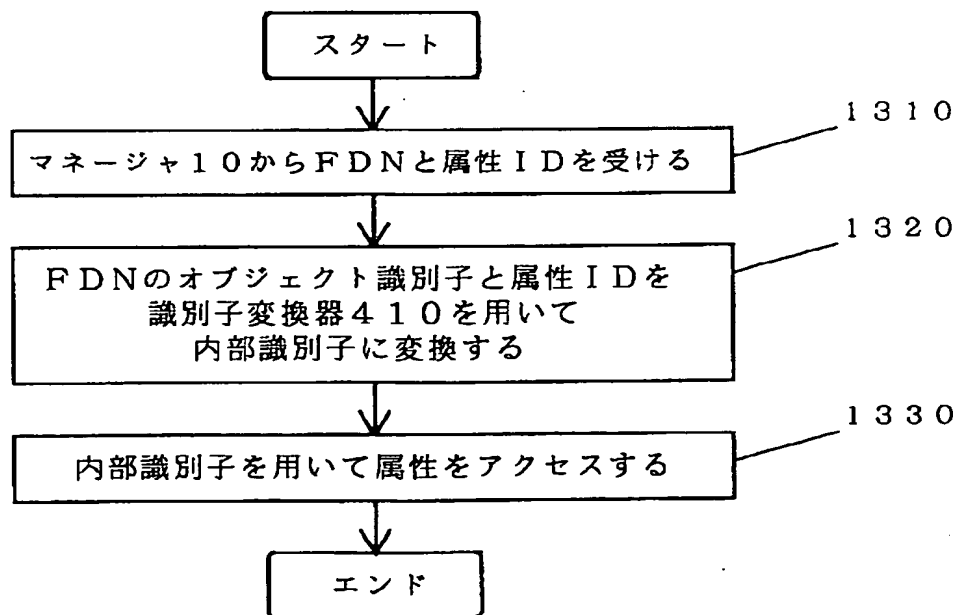 スタート
1310
マネージャ10からFDNと属性IDを受ける
1320
FDNのオブジェクト識別子と属性IDを
識別子変換器410を用いて
内部識別子に変換する
1330
内部識別子を用いて属性をアクセスする
エンド